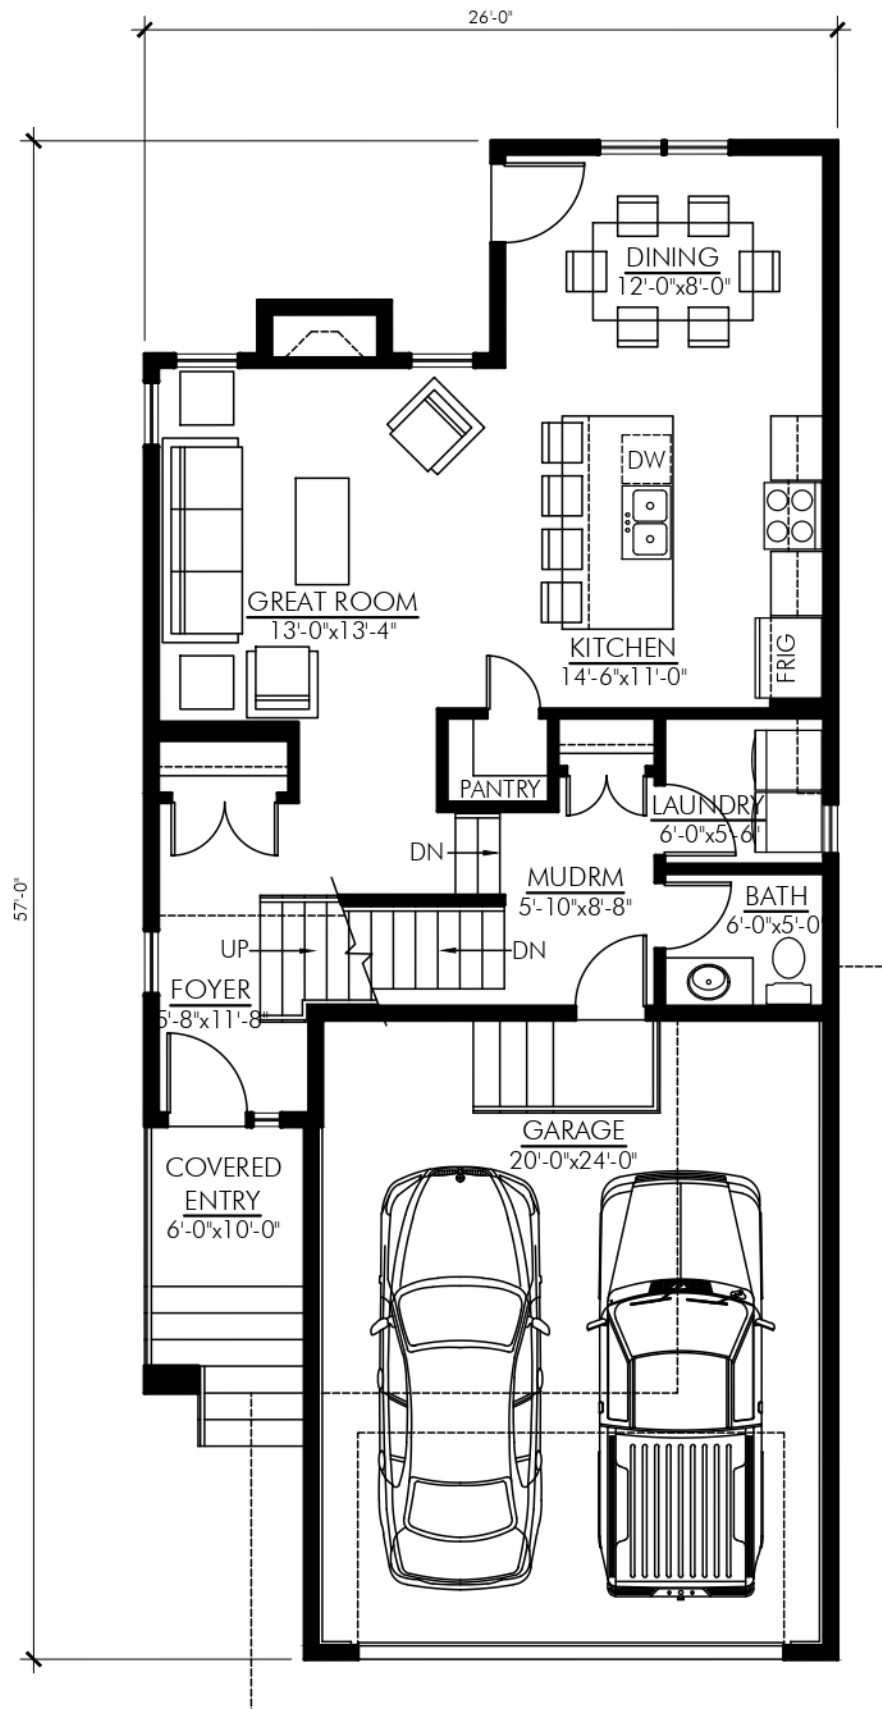 26'-0"
57'-0"
DINING
12'-0"x8'-0"
DW
GREAT ROOM
13'-0"x13'-4"
KITCHEN
14'-6"x11'-0"
FRIG
PANTRY
LAUNDRY
6'-0"x5'-6"
DN
MUDRM
5'-10"x8'-8"
BATH
6'-0"x5'-0"
UP
DN
FOYER
5'-8"x11'-8"
GARAGE
20'-0"x24'-0"
COVERED
ENTRY
6'-0"x10'-0"